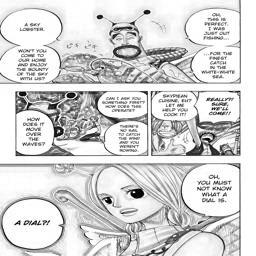 OH,
THIS IS
PERFECT.
I WAS
JUST OUT
FISHING...
...FOR THE
FINEST
CATCH
IN THE
WHITE-WHITE
SEA.
A SKY
LOBSTER.
WON'T YOU
COME TO
OUR HOME
AND ENJOY
THE BOUNTY
OF THE SKY
WITH US?
REALLY?!
SURE,
WE'LL
COME!!
SKYPIEAN
CUISINE, EH?
LET ME
HELP YOU
COOK IT!
CAN I ASK YOU
SOMETHING FIRST?
HOW DOES THIS
OPERATE?
THERE'S
NO SAIL
TO CATCH
THE WIND
AND YOU
WEREN'T
ROWING.
HOW DOES
IT MOVE
OVER
THE
WAVES?
OH,
YOU MUST
NOT KNOW
WHAT A
DIAL IS.
A DIAL?!